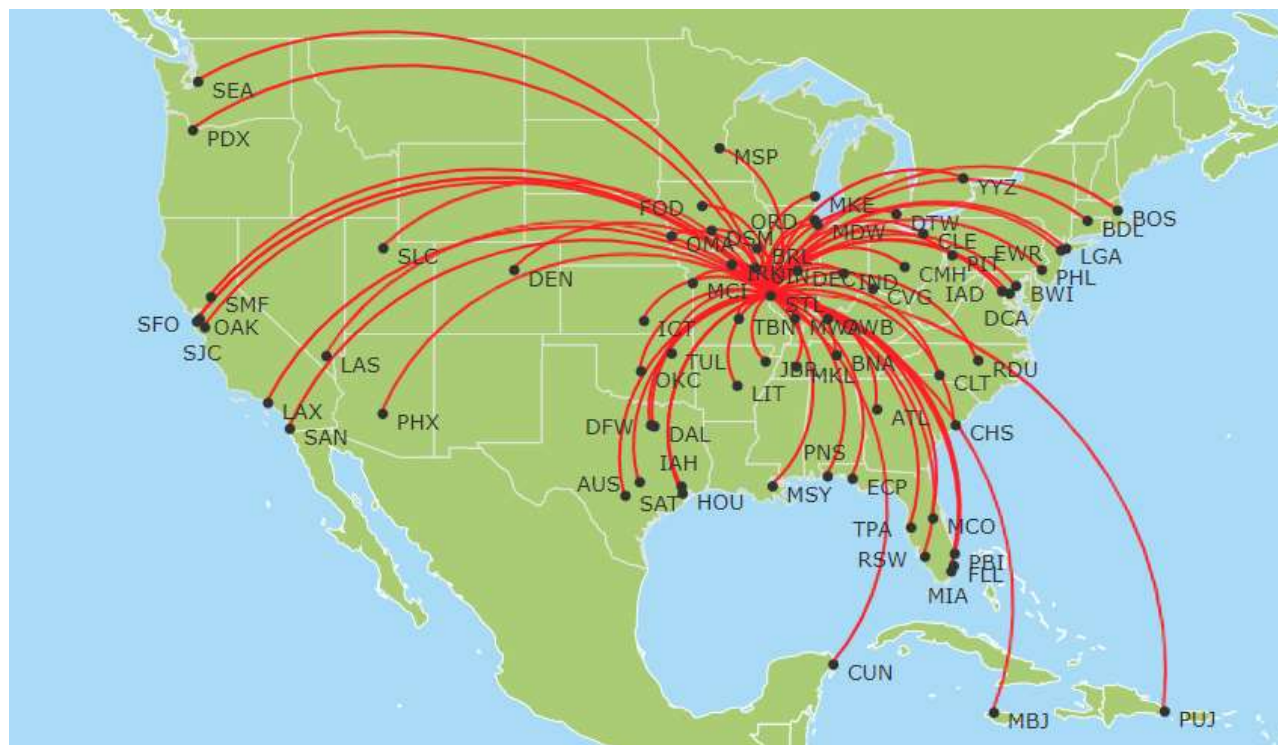 SEA
PDX
MSP
YYZ
FOD
MKE
ORD
DTW
BOS
MDW
BDL
OMA
DSM
CLE
EWR
LGA
SLC
BRL
PIT
DEN
IRK
UIN
DEC
IND
CMH
PHL
MCI
CVG
IAD
BWI
SMF
STL
DCA
SFO
OAK
ICT
TBN
MWA
AWB
SJC
LAS
TUL
JBR
MKL
BNA
RDU
OKC
LIT
CLT
LAX
PHX
ATL
SAN
DFW
DAL
CHS
IAH
PNS
AUS
SAT
HOU
MSY
ECP
TPA
MCO
RSW
PBI
FLL
MIA
CUN
MBJ
PUJ